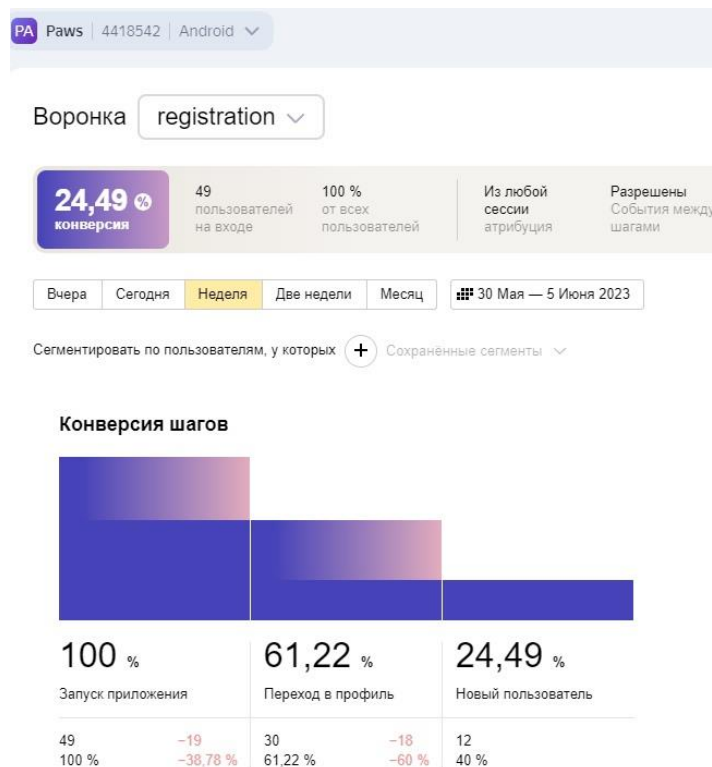 PA Paws 4418542 Android
Воронка registration
24,49 %
конверсия
49
пользователей
на входе
100 %
от всех
пользователей
Из любой
сессии
атрибуция
Разрешены
События между
шагами
Вчера Сегодня Неделя Две недели Месяц 30 Мая — 5 Июня 2023
Сегментировать по пользователям, у которых + Сохранённые сегменты
Конверсия шагов
100 % 61,22 % 24,49 %
Запуск приложения Переход в профиль Новый пользователь
49 −19 30 −18 12
100 % −38,78 % 61,22 % −60 % 40 %